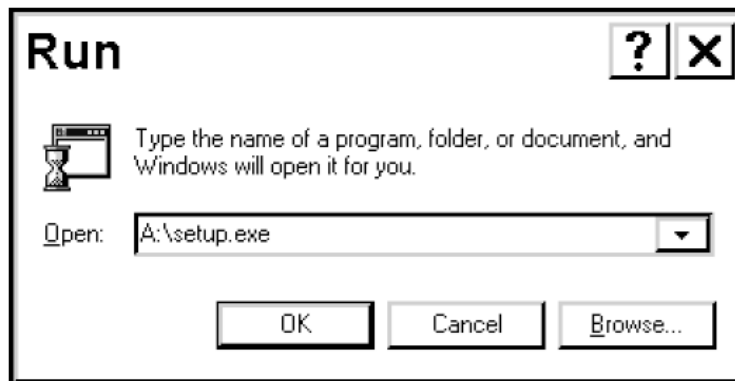 Run
Type the name of a program, folder, or document, and
Windows will open it for you.
Open: A:\setup.exe
OK Cancel Browse...